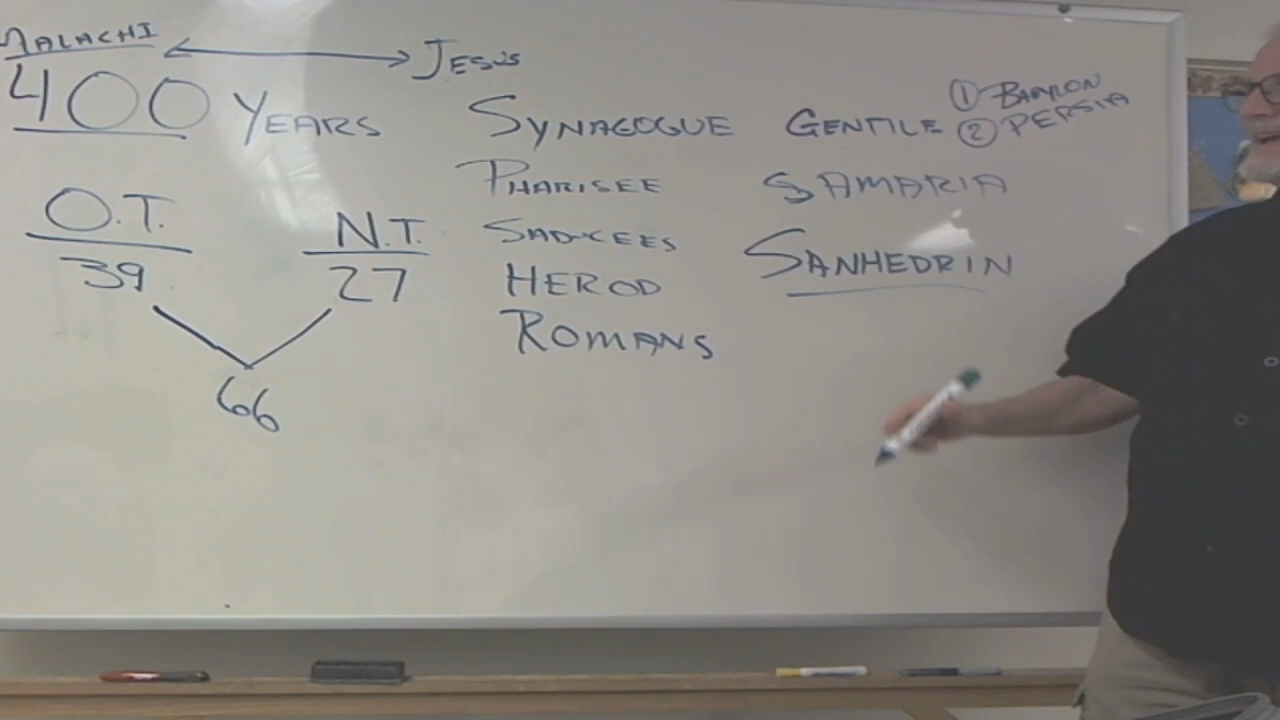 MALACHI
JESUS
400 YEARS
O.T.
39
N.T.
27
66
SYNAGOGUE
PHARISEE
SADUCEES
HEROD
ROMANS
GENTILE
① BABYLON
② PERSIA
SAMARIA
SANHEDRIN